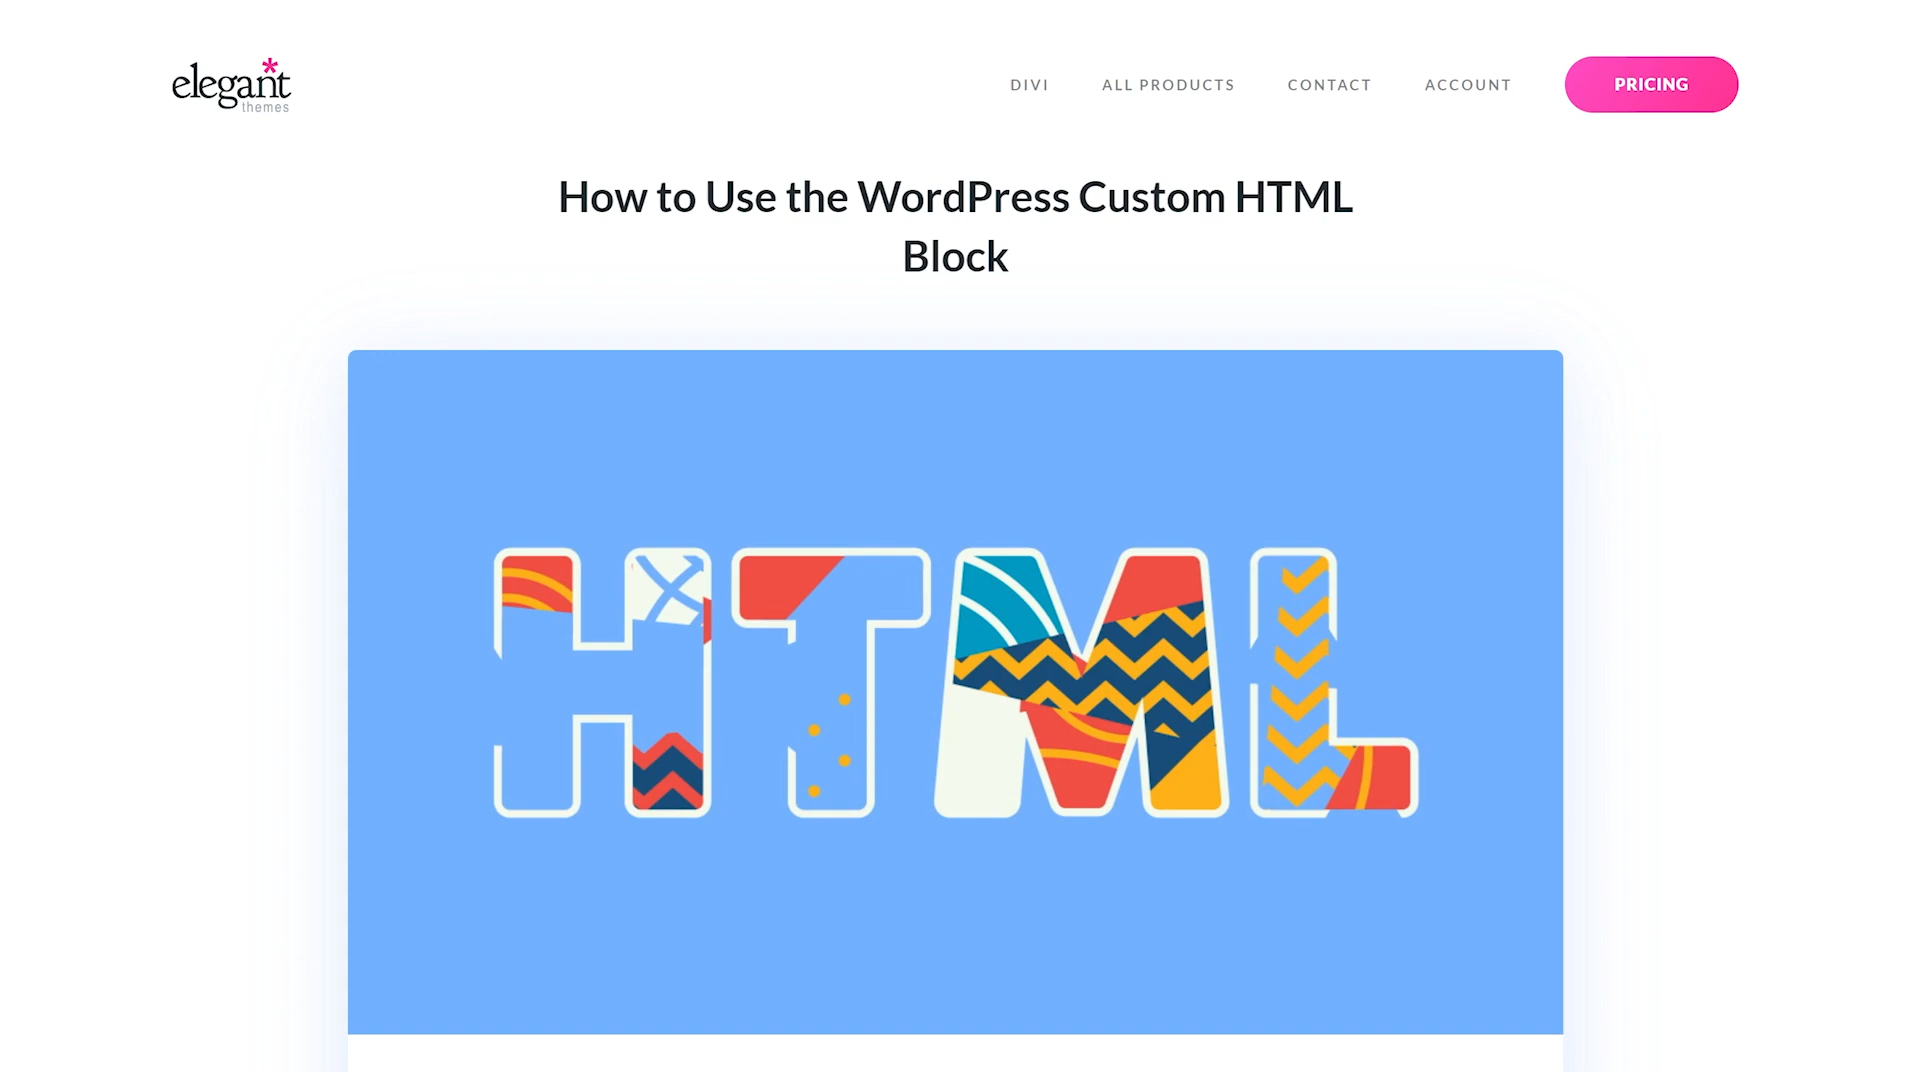 elegant*
themes
DIVI
ALL PRODUCTS
CONTACT
ACCOUNT
PRICING
How to Use the WordPress Custom HTML
Block
HTML